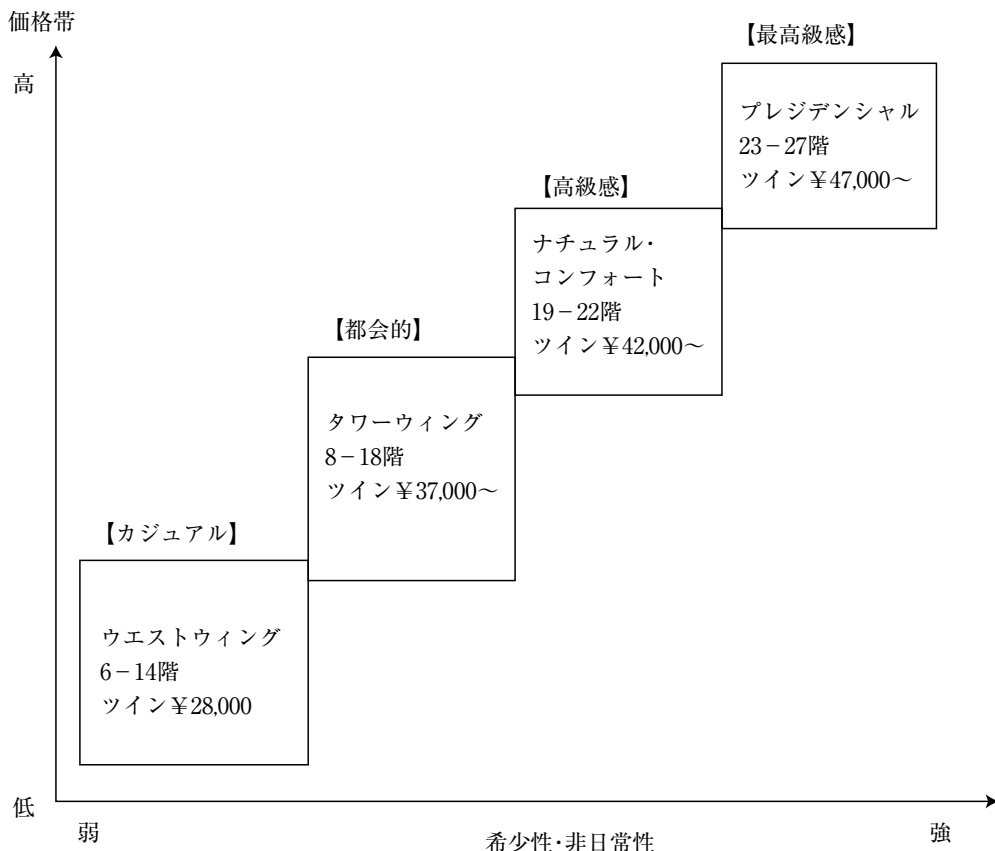 価格帯
高
【最高級感】
プレジデンシャル
23−27階
ツイン￥47,000〜
【高級感】
ナチュラル・
コンフォート
19−22階
ツイン￥42,000〜
【都会的】
タワーウィング
8−18階
ツイン￥37,000〜
【カジュアル】
ウエストウィング
6−14階
ツイン￥28,000
低
弱
希少性・非日常性
強